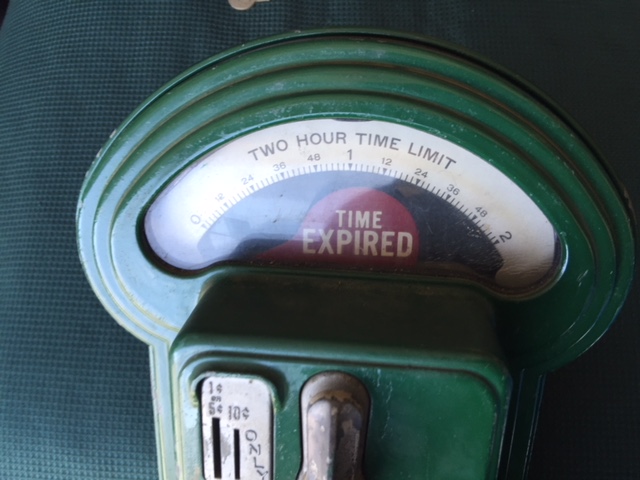 TWO HOUR TIME LIMIT
0 12 24 36 48 1 12 24 36 48 2
TIME
EXPIRED
1¢
OR
5¢ 10¢
ONLY